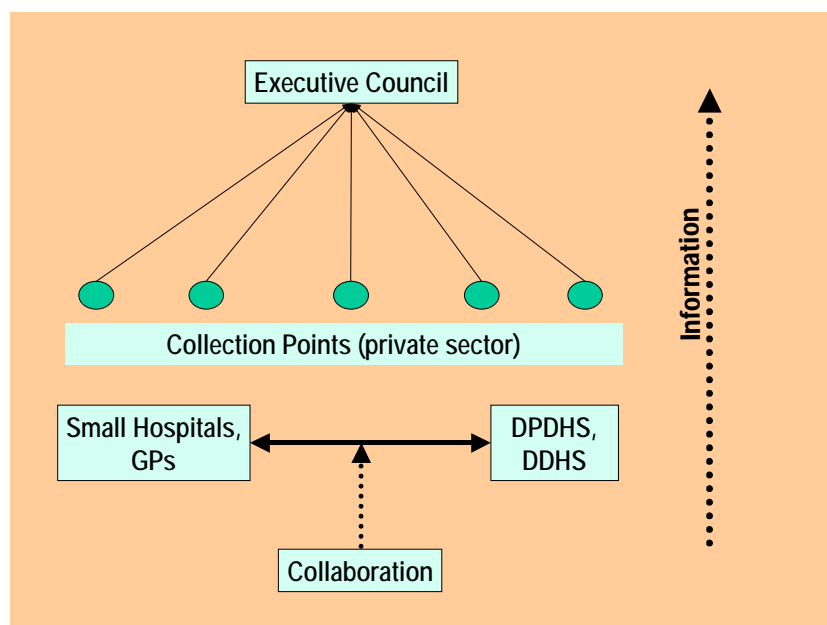 Executive Council
Information
Collection Points (private sector)
Small Hospitals,
GPs
DPDHS,
DDHS
Collaboration